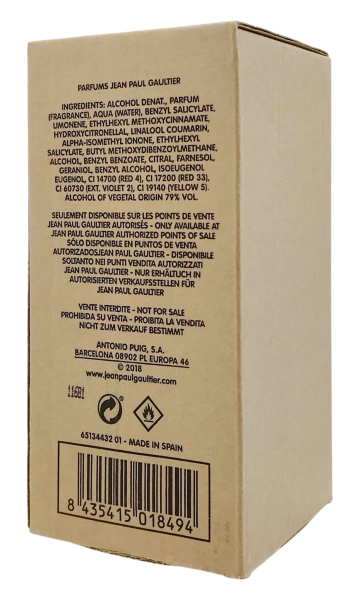 PARFUMS JEAN PAUL GAULTIER
INGREDIENTS: ALCOHOL DENAT., PARFUM
(FRAGRANCE), AQUA (WATER), BENZYL SALICYLATE,
LIMONENE, ETHYLHEXYL METHOXYCINNAMATE,
HYDROXYCITRONELLAL, LINALOOL COUMARIN,
ALPHA-ISOMETHYL IONONE, ETHYLHEXYL
SALICYLATE, BUTYL METHOXYDIBENZOYLMETHANE,
ALCOHOL, BENZYL BENZOATE, CITRAL, FARNESOL,
GERANIOL, BENZYL ALCOHOL, ISOEUGENOL
EUGENOL, CI 14700 (RED 4), CI 17200 (RED 33),
CI 60730 (EXT. VIOLET 2), CI 19140 (YELLOW 5).
ALCOHOL OF VEGETAL ORIGIN 79% VOL.
SEULEMENT DISPONIBLE SUR LES POINTS DE VENTE
JEAN PAUL GAULTIER AUTORISÉS - ONLY AVAILABLE AT
JEAN PAUL GAULTIER AUTHORIZED POINTS OF SALE
SÓLO DISPONIBLE EN PUNTOS DE VENTA
AUTORIZADOSJEAN PAUL GAULTIER - DISPONIBILE
SOLTANTO NEI PUNTI VENDITA AUTORIZZATI
JEAN PAUL GAULTIER - NUR ERHÄLTLICH IN
AUTORISIERTEN VERKAUFSSTELLEN FÜR
JEAN PAUL GAULTIER
VENTE INTERDITE - NOT FOR SALE
PROHIBIDA SU VENTA - PROIBITA LA VENDITA
NICHT ZUM VERKAUF BESTIMMT
ANTONIO PUIG, S.A.
BARCELONA 08902 PL EUROPA 46
© 2018
www.jeanpaulgaultier.com
11681
65134432 01 - MADE IN SPAIN
8 435415 018494